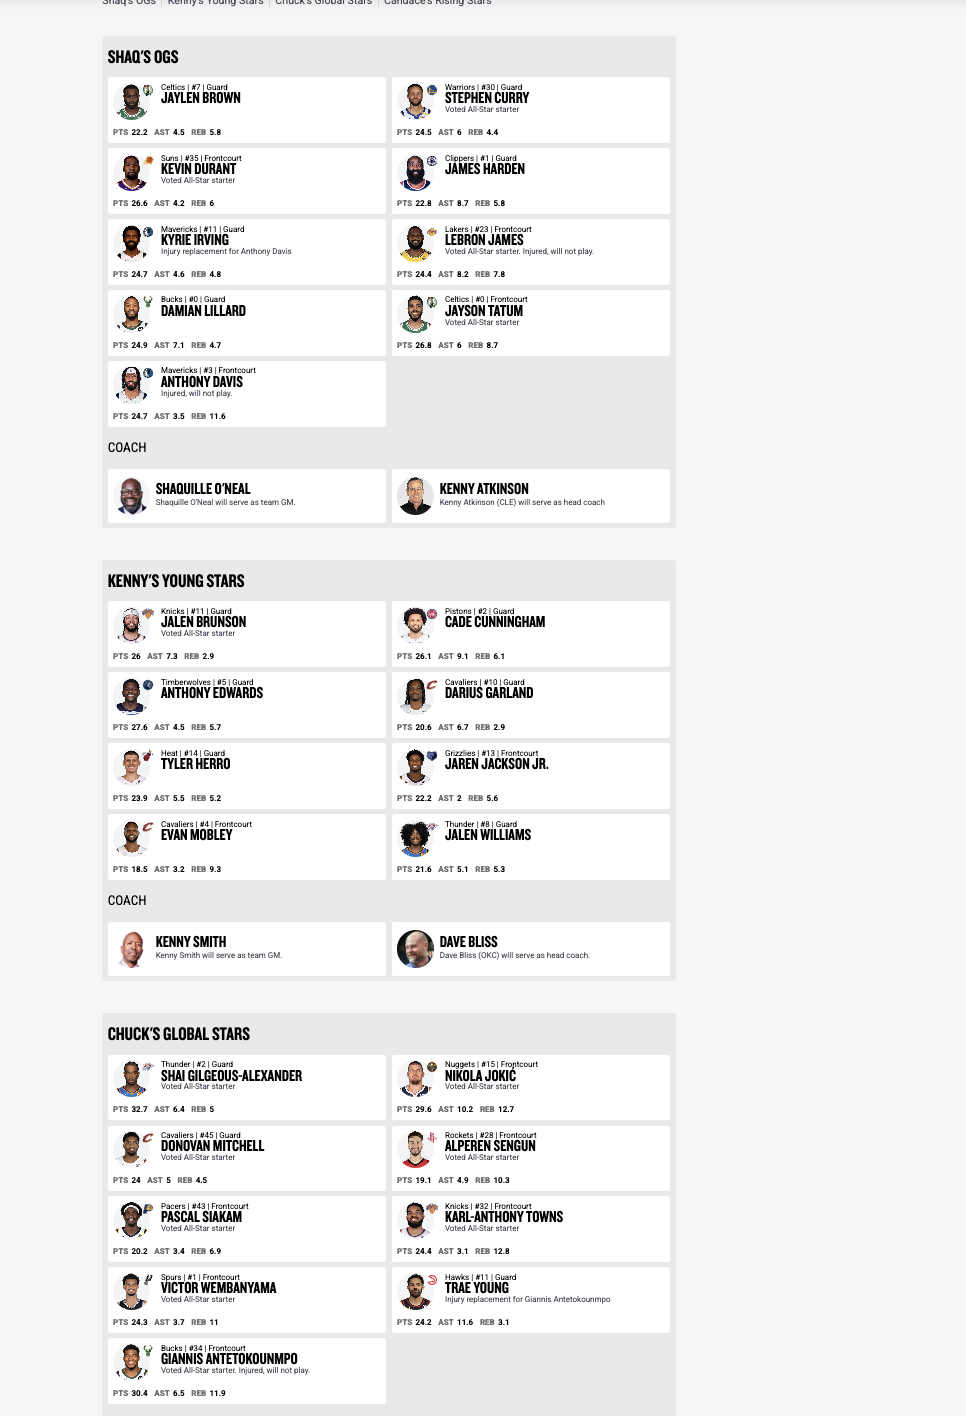 Shaq's OGs | Kenny's Young Stars | Chuck's Global Stars | Candace's Rising Stars
SHAQ'S OGS
Celtics | #7 | Guard
JAYLEN BROWN
PTS 22.2 AST 4.5 REB 5.8
Warriors | #30 | Guard
STEPHEN CURRY
Voted All-Star starter
PTS 24.5 AST 6 REB 4.4
Suns | #35 | Frontcourt
KEVIN DURANT
Voted All-Star starter
PTS 26.6 AST 4.2 REB 6
Clippers | #1 | Guard
JAMES HARDEN
PTS 22.8 AST 8.7 REB 5.8
Mavericks | #11 | Guard
KYRIE IRVING
Injury replacement for Anthony Davis
PTS 24.7 AST 4.6 REB 4.8
Lakers | #23 | Frontcourt
LEBRON JAMES
Voted All-Star starter. Injured, will not play.
PTS 24.4 AST 8.2 REB 7.8
Bucks | #0 | Guard
DAMIAN LILLARD
PTS 24.9 AST 7.1 REB 4.7
Celtics | #0 | Frontcourt
JAYSON TATUM
Voted All-Star starter
PTS 26.8 AST 6 REB 8.7
Mavericks | #3 | Frontcourt
ANTHONY DAVIS
Injured, will not play.
PTS 24.7 AST 3.5 REB 11.6
COACH
SHAQUILLE O'NEAL
Shaquille O'Neal will serve as team GM.
KENNY ATKINSON
Kenny Atkinson (CLE) will serve as head coach
KENNY'S YOUNG STARS
Knicks | #11 | Guard
JALEN BRUNSON
Voted All-Star starter
PTS 26 AST 7.3 REB 2.9
Pistons | #2 | Guard
CADE CUNNINGHAM
PTS 26.1 AST 9.1 REB 6.1
Timberwolves | #5 | Guard
ANTHONY EDWARDS
PTS 27.6 AST 4.5 REB 5.7
Cavaliers | #10 | Guard
DARIUS GARLAND
PTS 20.6 AST 6.7 REB 2.9
Heat | #14 | Guard
TYLER HERRO
PTS 23.9 AST 5.5 REB 5.2
Grizzlies | #13 | Frontcourt
JAREN JACKSON JR.
PTS 22.2 AST 2 REB 5.6
Cavaliers | #4 | Frontcourt
EVAN MOBLEY
PTS 18.5 AST 3.2 REB 9.3
Thunder | #8 | Guard
JALEN WILLIAMS
PTS 21.6 AST 5.1 REB 5.3
COACH
KENNY SMITH
Kenny Smith will serve as team GM.
DAVE BLISS
Dave Bliss (OKC) will serve as head coach.
CHUCK'S GLOBAL STARS
Thunder | #2 | Guard
SHAI GILGEOUS-ALEXANDER
Voted All-Star starter
PTS 32.7 AST 6.4 REB 5
Nuggets | #15 | Frontcourt
NIKOLA JOKIĆ
Voted All-Star starter
PTS 29.6 AST 10.2 REB 12.7
Cavaliers | #45 | Guard
DONOVAN MITCHELL
Voted All-Star starter
PTS 24 AST 5 REB 4.5
Rockets | #28 | Frontcourt
ALPEREN SENGUN
Voted All-Star starter
PTS 19.1 AST 4.9 REB 10.3
Pacers | #43 | Frontcourt
PASCAL SIAKAM
Voted All-Star starter
PTS 20.2 AST 3.4 REB 6.9
Knicks | #32 | Frontcourt
KARL-ANTHONY TOWNS
Voted All-Star starter
PTS 24.4 AST 3.1 REB 12.8
Spurs | #1 | Frontcourt
VICTOR WEMBANYAMA
Voted All-Star starter
PTS 24.3 AST 3.7 REB 11
Hawks | #11 | Guard
TRAE YOUNG
Injury replacement for Giannis Antetokounmpo
PTS 24.2 AST 11.6 REB 3.1
Bucks | #34 | Frontcourt
GIANNIS ANTETOKOUNMPO
Voted All-Star starter. Injured, will not play.
PTS 30.4 AST 6.5 REB 11.9